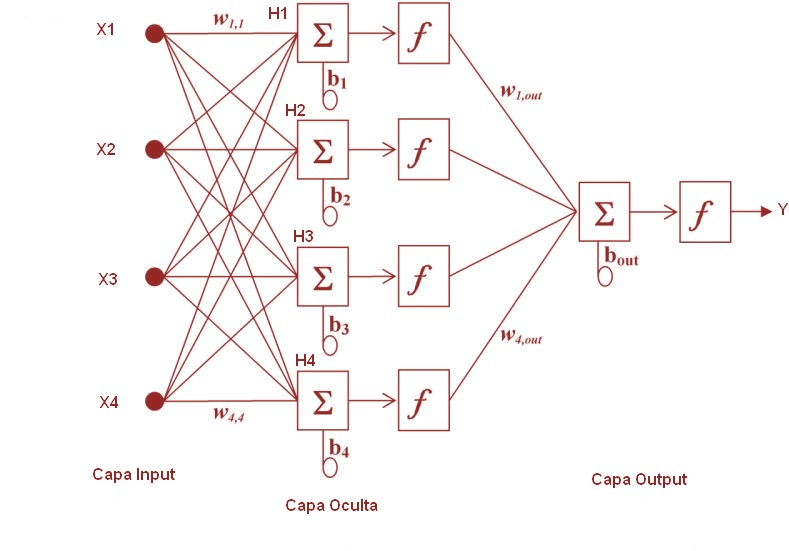 X1
w1,1
H1
Σ
f
b1
w1,out
X2
H2
Σ
f
b2
Σ
f
Y
bout
X3
H3
Σ
f
b3
w4,out
X4
w4,4
H4
Σ
f
b4
Capa Input
Capa Oculta
Capa Output